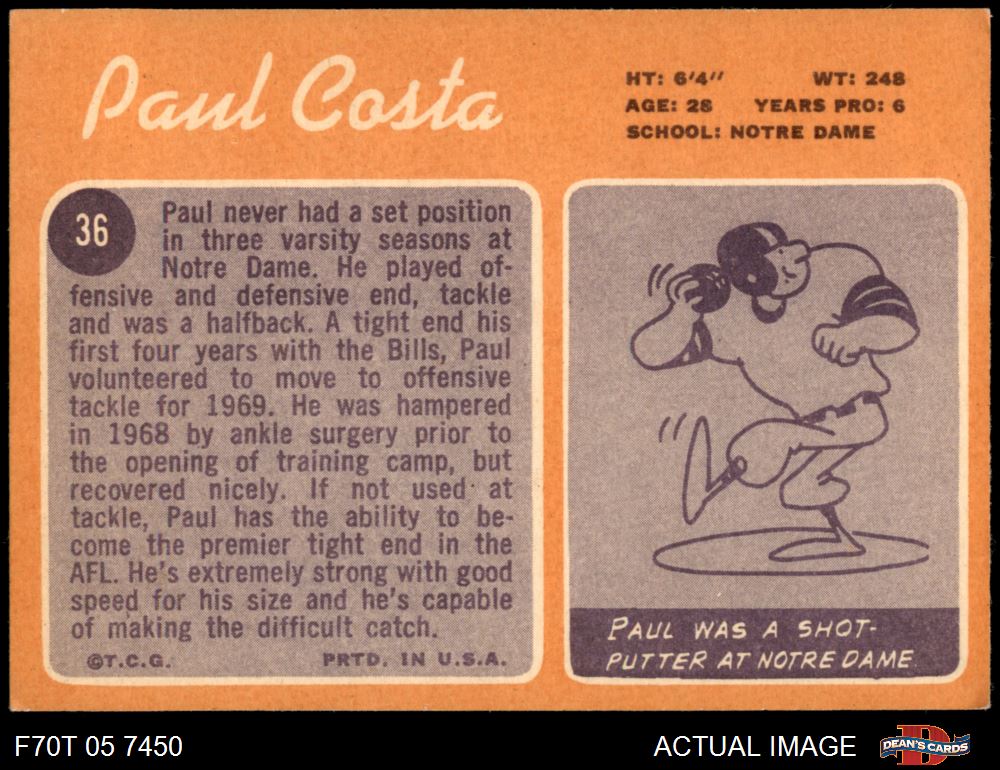 Paul Costa
HT: 6'4" WT: 248
AGE: 28 YEARS PRO: 6
SCHOOL: NOTRE DAME
36
Paul never had a set position
in three varsity seasons at
Notre Dame. He played of-
fensive and defensive end, tackle
and was a halfback. A tight end his
first four years with the Bills, Paul
volunteered to move to offensive
tackle for 1969. He was hampered
in 1968 by ankle surgery prior to
the opening of training camp, but
recovered nicely. If not used at
tackle, Paul has the ability to be-
come the premier tight end in the
AFL. He's extremely strong with good
speed for his size and he's capable
of making the difficult catch.
©T.C.G. PRTD. IN U.S.A.
PAUL WAS A SHOT-
PUTTER AT NOTRE DAME.
F70T 05 7450 ACTUAL IMAGE DEAN'S CARDS